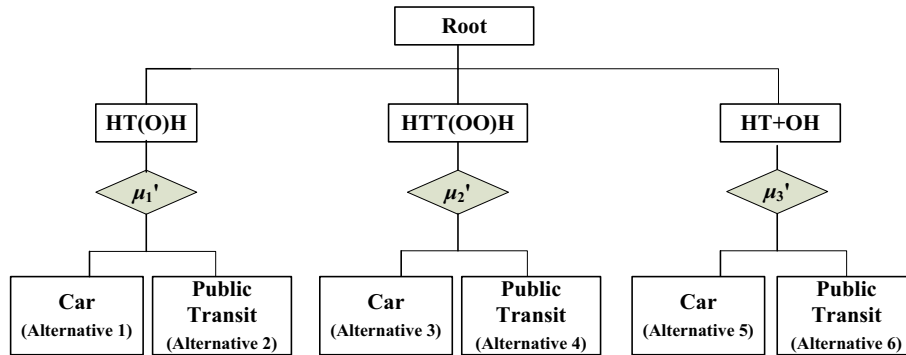 Root
HT(O)H
HTT(OO)H
HT+OH
μ₁'
μ₂'
μ₃'
Car
(Alternative 1)
Public
Transit
(Alternative 2)
Car
(Alternative 3)
Public
Transit
(Alternative 4)
Car
(Alternative 5)
Public
Transit
(Alternative 6)